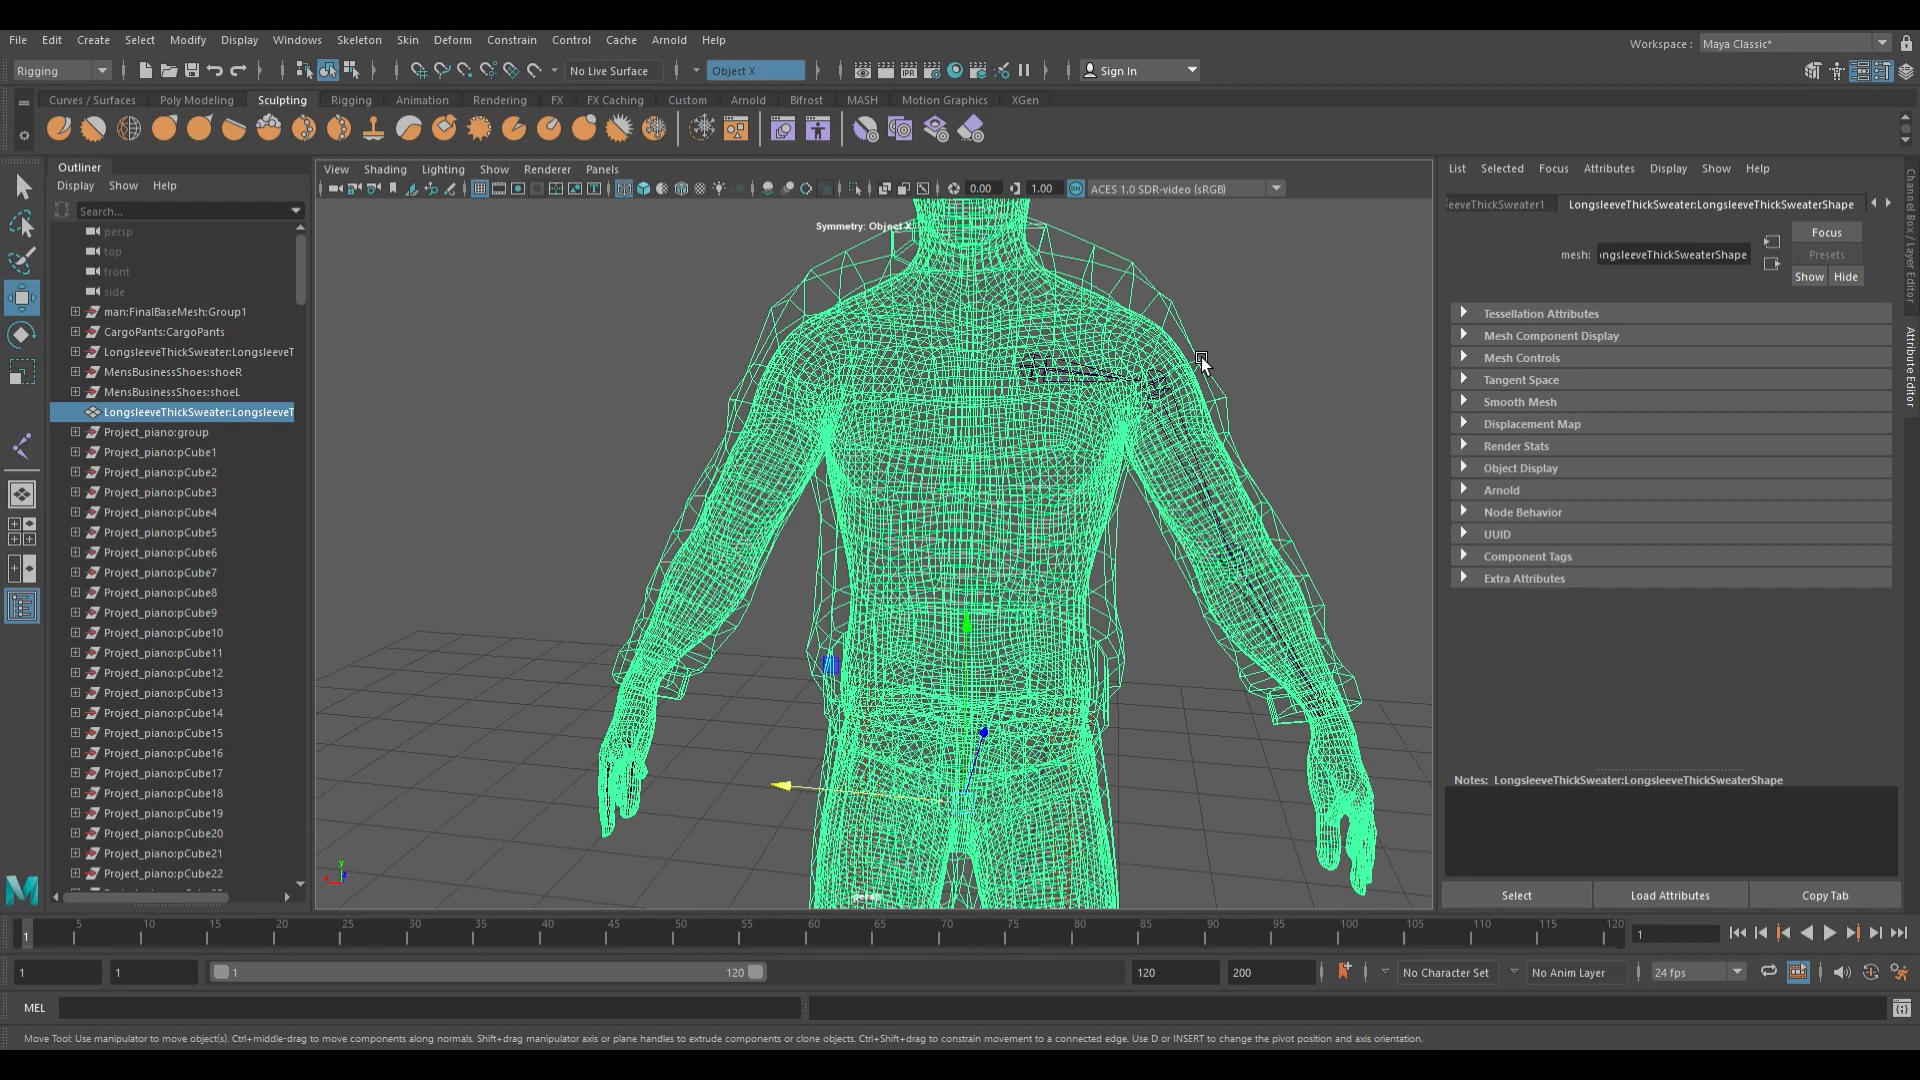 File Edit Create Select Modify Display Windows Skeleton Skin Deform Constrain Control Cache Arnold Help
Workspace : Maya Classic*
Rigging No Live Surface Object X Sign In
Curves / Surfaces Poly Modeling Sculpting Rigging Animation Rendering FX FX Caching Custom Arnold Bifrost MASH Motion Graphics XGen
Outliner
Display Show Help
Search...
persp
top
front
side
man:FinalBaseMesh:Group1
CargoPants:CargoPants
LongsleeveThickSweater:LongsleeveT
MensBusinessShoes:shoeR
MensBusinessShoes:shoeL
LongsleeveThickSweater:LongsleeveT
Project_piano:group
Project_piano:pCube1
Project_piano:pCube2
Project_piano:pCube3
Project_piano:pCube4
Project_piano:pCube5
Project_piano:pCube6
Project_piano:pCube7
Project_piano:pCube8
Project_piano:pCube9
Project_piano:pCube10
Project_piano:pCube11
Project_piano:pCube12
Project_piano:pCube13
Project_piano:pCube14
Project_piano:pCube15
Project_piano:pCube16
Project_piano:pCube17
Project_piano:pCube18
Project_piano:pCube19
Project_piano:pCube20
Project_piano:pCube21
Project_piano:pCube22
View Shading Lighting Show Renderer Panels
0.00 1.00 ACES 1.0 SDR-video (sRGB)
Symmetry: Object X
persp
List Selected Focus Attributes Display Show Help
eeveThickSweater1 LongsleeveThickSweater:LongsleeveThickSweaterShape
Focus
mesh: ngsleeveThickSweaterShape Presets
Show Hide
Tessellation Attributes
Mesh Component Display
Mesh Controls
Tangent Space
Smooth Mesh
Displacement Map
Render Stats
Object Display
Arnold
Node Behavior
UUID
Component Tags
Extra Attributes
Notes: LongsleeveThickSweater:LongsleeveThickSweaterShape
Select Load Attributes Copy Tab
Channel Box / Layer Editor
Attribute Editor
1 5 10 15 20 25 30 35 40 45 50 55 60 65 70 75 80 85 90 95 100 105 110 115 120 1
1 1 1 120 120 200 No Character Set No Anim Layer 24 fps
MEL
Move Tool: Use manipulator to move object(s). Ctrl+middle-drag to move components along normals. Shift+drag manipulator axis or plane handles to extrude components or clone objects. Ctrl+Shift+drag to constrain movement to a connected edge. Use D or INSERT to change the pivot position and axis orientation.